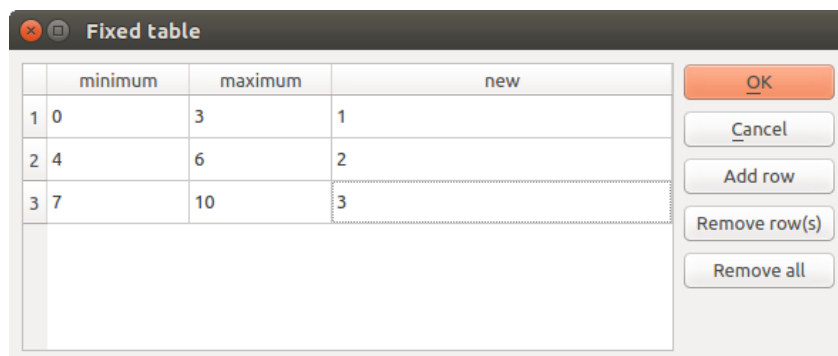 Fixed table
minimum maximum new
OK
1 0 3 1
Cancel
2 4 6 2
Add row
3 7 10 3
Remove row(s)
Remove all